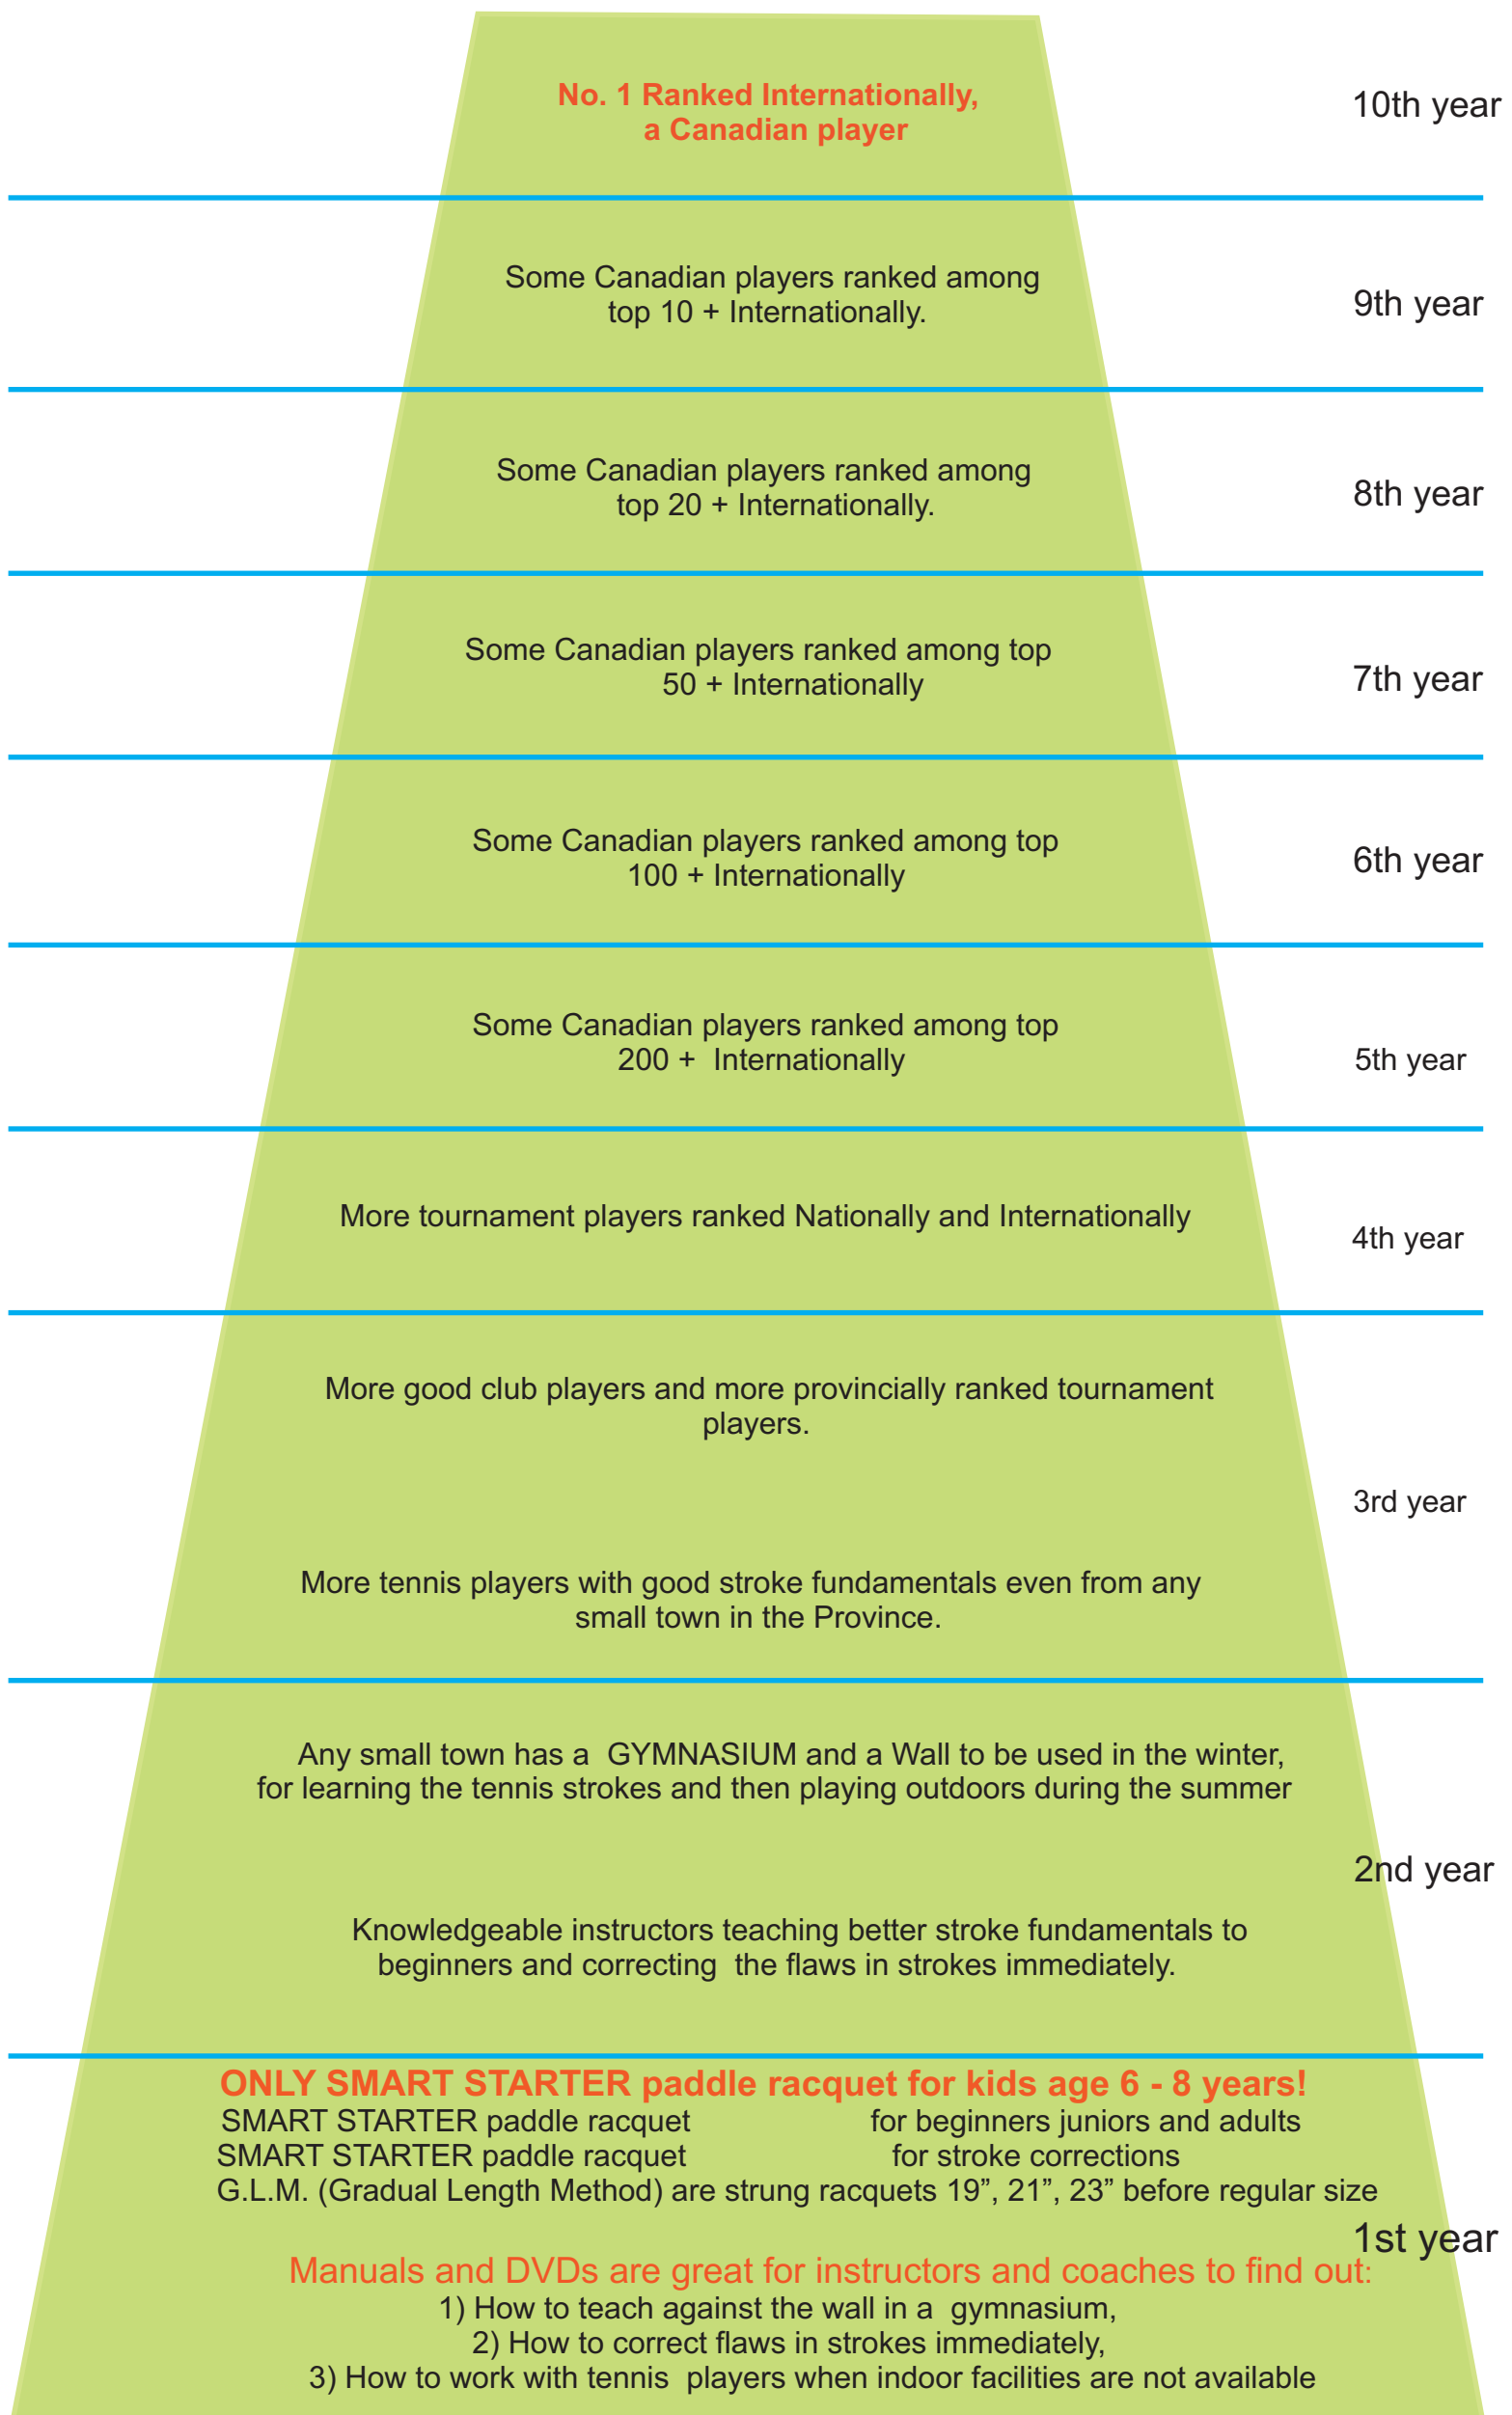 No. 1 Ranked Internationally,
a Canadian player
10th year
Some Canadian players ranked among
top 10 + Internationally.
9th year
Some Canadian players ranked among
top 20 + Internationally.
8th year
Some Canadian players ranked among top
50 + Internationally
7th year
Some Canadian players ranked among top
100 + Internationally
6th year
Some Canadian players ranked among top
200 + Internationally
5th year
More tournament players ranked Nationally and Internationally
4th year
More good club players and more provincially ranked tournament
players.
3rd year
More tennis players with good stroke fundamentals even from any
small town in the Province.
Any small town has a GYMNASIUM and a Wall to be used in the winter,
for learning the tennis strokes and then playing outdoors during the summer
2nd year
Knowledgeable instructors teaching better stroke fundamentals to
beginners and correcting the flaws in strokes immediately.
ONLY SMART STARTER paddle racquet for kids age 6 - 8 years!
SMART STARTER paddle racquet for beginners juniors and adults
SMART STARTER paddle racquet for stroke corrections
G.L.M. (Gradual Length Method) are strung racquets 19”, 21”, 23” before regular size
1st year
Manuals and DVDs are great for instructors and coaches to find out:
1) How to teach against the wall in a gymnasium,
2) How to correct flaws in strokes immediately,
3) How to work with tennis players when indoor facilities are not available